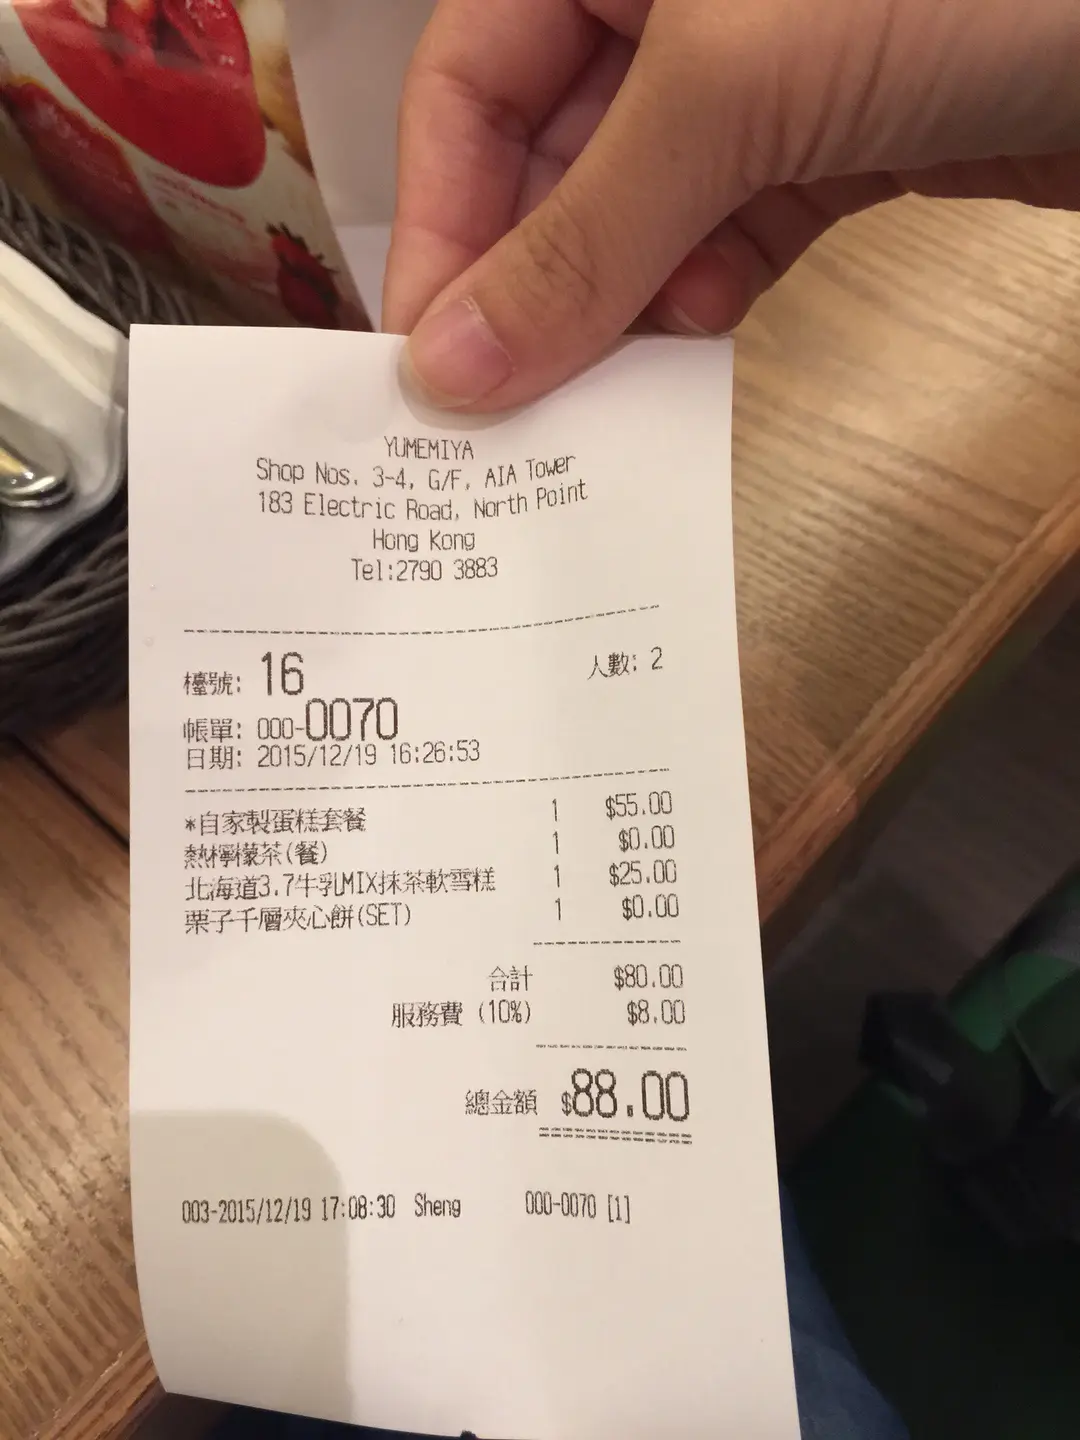 YUMEMIYA
Shop Nos. 3-4, G/F, AIA Tower
183 Electric Road, North Point
Hong Kong
Tel:2790 3883
檯號: 16 人數: 2
帳單: 000-0070
日期: 2015/12/19 16:26:53
*自家製蛋糕套餐 1 $55.00
熱檸檬茶(餐) 1 $0.00
北海道3.7牛乳MIX抹茶軟雪糕 1 $25.00
栗子千層夾心餅(SET) 1 $0.00
合計 $80.00
服務費 (10%) $8.00
總金額 $88.00
003-2015/12/19 17:08:30 Sheng 000-0070 [1]